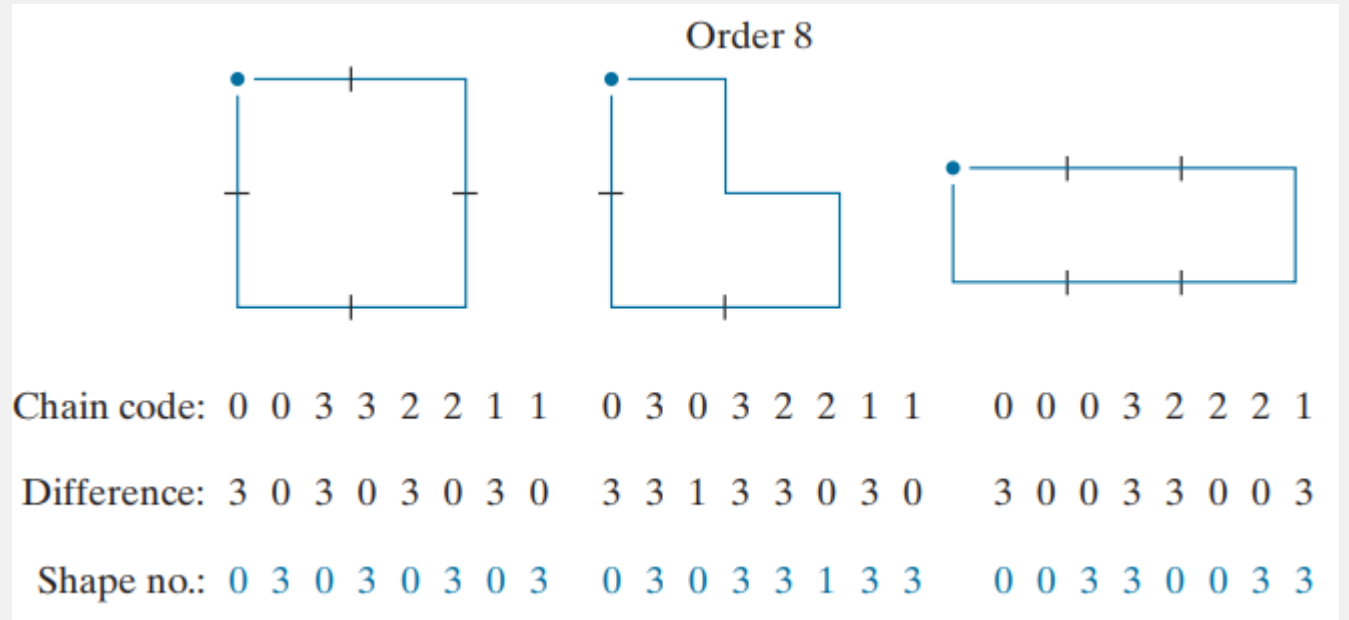 Order 8
Chain code: 0 0 3 3 2 2 1 1 0 3 0 3 2 2 1 1 0 0 0 3 2 2 2 1
Difference: 3 0 3 0 3 0 3 0 3 3 1 3 3 0 3 0 3 0 0 3 3 0 0 3
Shape no.: 0 3 0 3 0 3 0 3 0 3 0 3 3 1 3 3 0 0 3 3 0 0 3 3